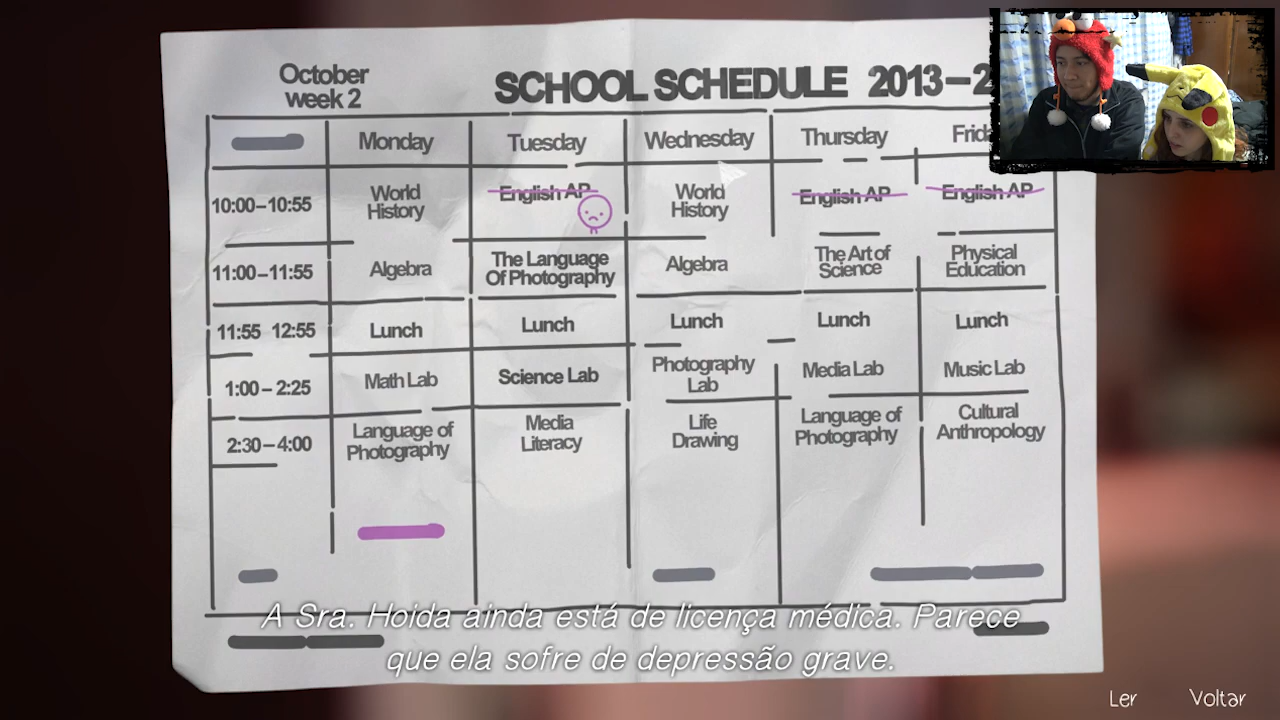 October
week 2
SCHOOL SCHEDULE 2013-2
Monday Tuesday Wednesday Thursday Frid
10:00-10:55 World History English AP World History English AP English AP
11:00-11:55 Algebra The Language Of Photography Algebra The Art of Science Physical Education
11:55 12:55 Lunch Lunch Lunch Lunch Lunch
1:00-2:25 Math Lab Science Lab Photography Lab Media Lab Music Lab
2:30-4:00 Language of Photography Media Literacy Life Drawing Language of Photography Cultural Anthropology
A Sra. Hoida ainda está de licença médica. Parece
que ela sofre de depressão grave.
Ler Voltar